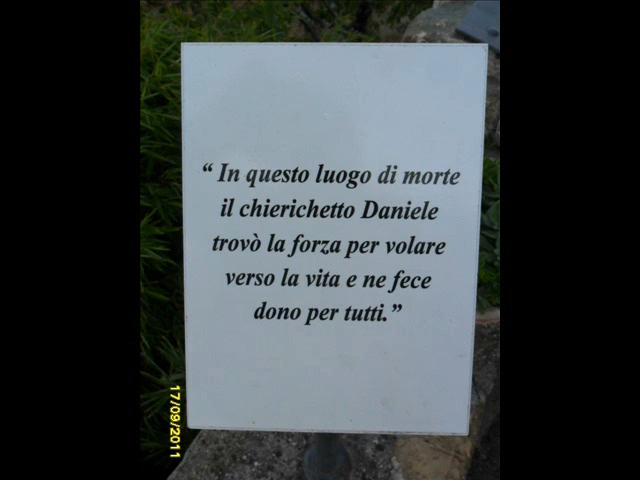 “ In questo luogo di morte
il chierichetto Daniele
trovò la forza per volare
verso la vita e ne fece
dono per tutti.”
17/09/2011